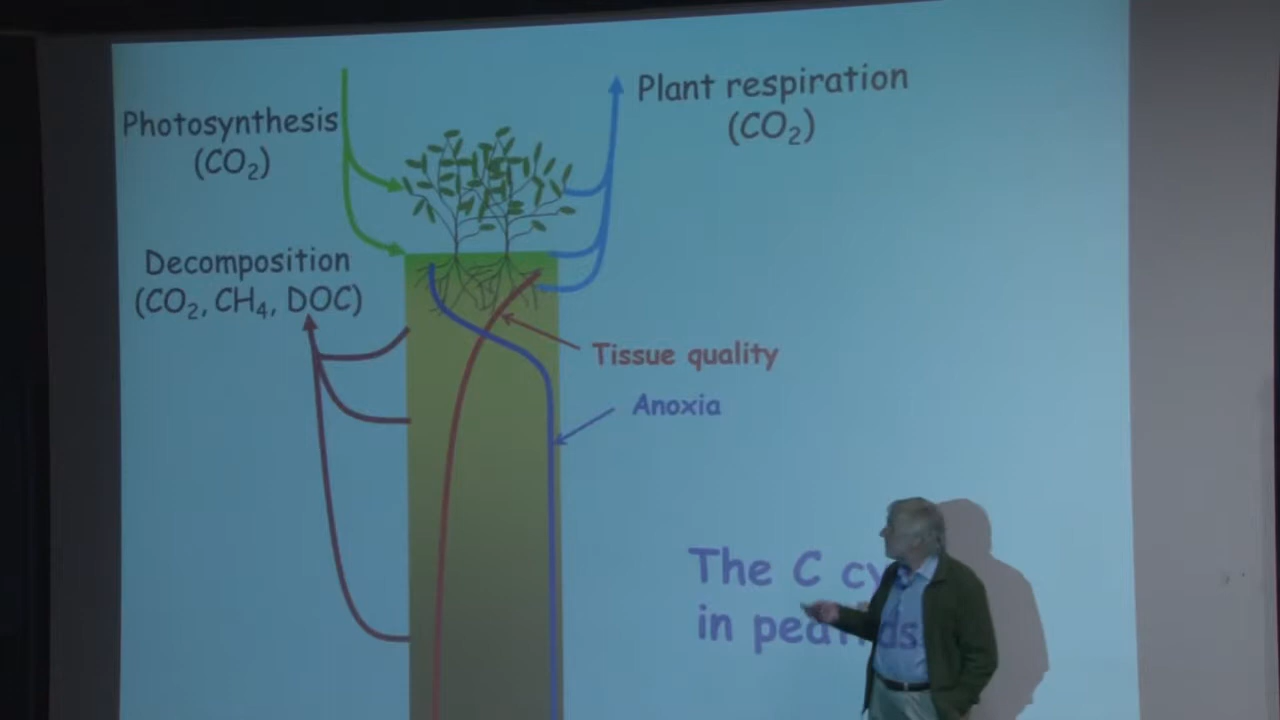 Photosynthesis
(CO₂)
Plant respiration
(CO₂)
Decomposition
(CO₂, CH₄, DOC)
Tissue quality
Anoxia
The C
in